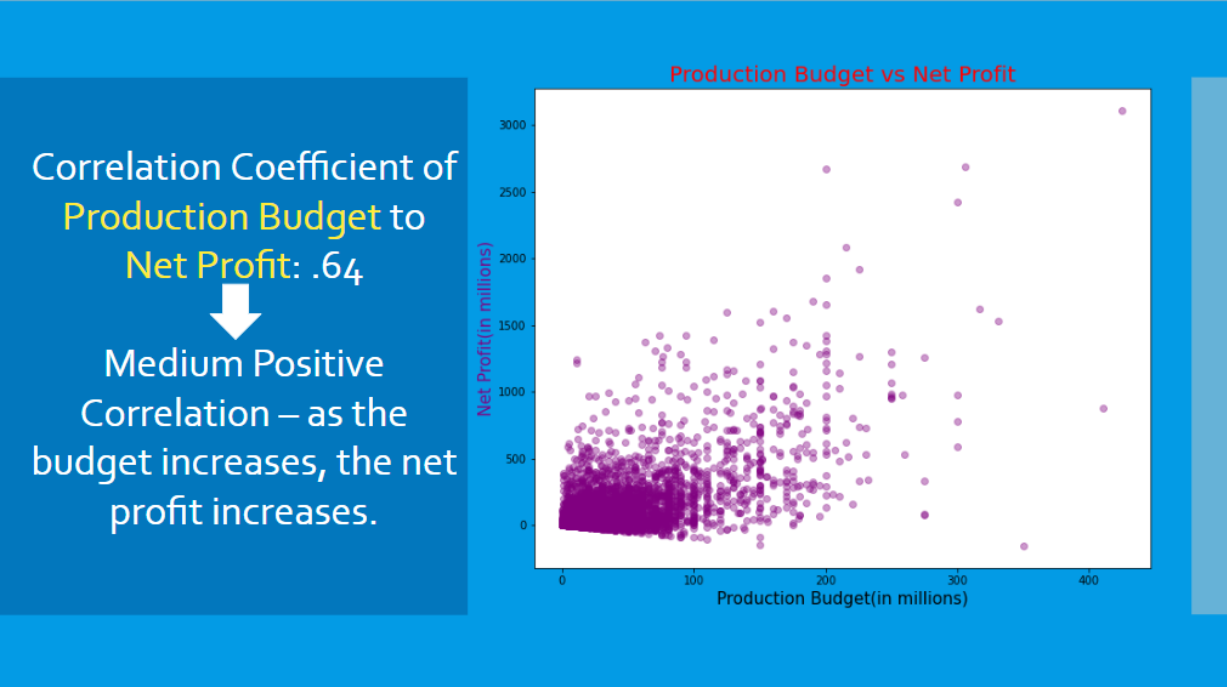 Correlation Coefficient of
Production Budget to
Net Profit: .64
Medium Positive
Correlation – as the
budget increases, the net
profit increases.
Production Budget vs Net Profit
Net Profit(in millions)
3000
2500
2000
1500
1000
500
0
0 100 200 300 400
Production Budget(in millions)